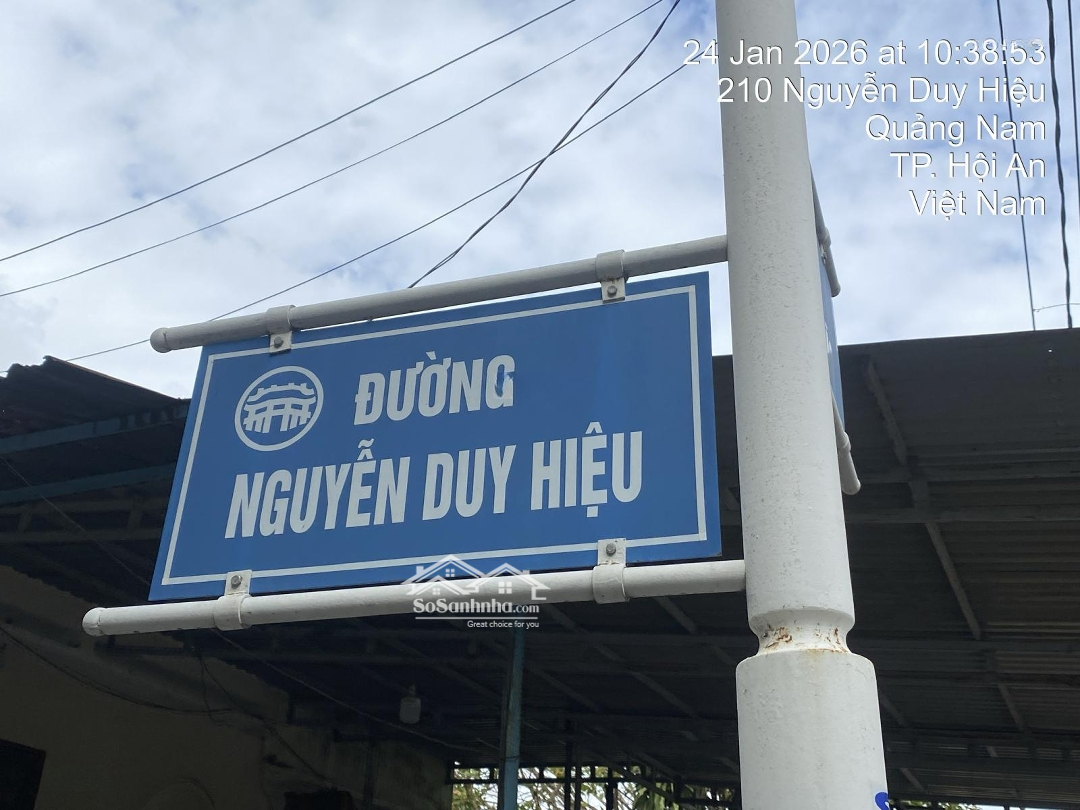 24 Jan 2026 at 10:38:53
210 Nguyễn Duy Hiệu
Quảng Nam
TP. Hội An
Việt Nam
ĐƯỜNG
NGUYỄN DUY HIỆU
SoSanhnha.com
Great choice for you